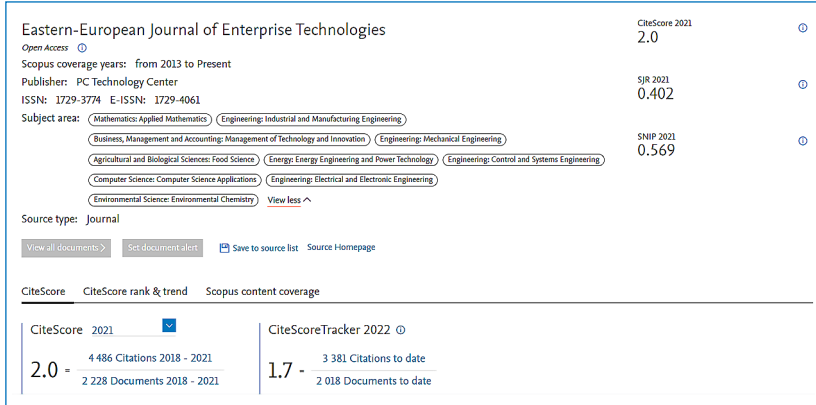 Eastern-European Journal of Enterprise Technologies
Open Access
Scopus coverage years: from 2013 to Present
Publisher: PC Technology Center
ISSN: 1729-3774 E-ISSN: 1729-4061
Subject area: Mathematics: Applied Mathematics Engineering: Industrial and Manufacturing Engineering
Business, Management and Accounting: Management of Technology and Innovation Engineering: Mechanical Engineering
Agricultural and Biological Sciences: Food Science Energy: Energy Engineering and Power Technology Engineering: Control and Systems Engineering
Computer Science: Computer Science Applications Engineering: Electrical and Electronic Engineering
Environmental Science: Environmental Chemistry View less
Source type: Journal
View all documents > Set document alert Save to source list Source Homepage
CiteScore 2021
2.0
SJR 2021
0.402
SNIP 2021
0.569
CiteScore CiteScore rank & trend Scopus content coverage
CiteScore 2021
2.0 = 
4 486 Citations 2018 - 2021
2 228 Documents 2018 - 2021
CiteScoreTracker 2022
1.7 =
3 381 Citations to date
2 018 Documents to date